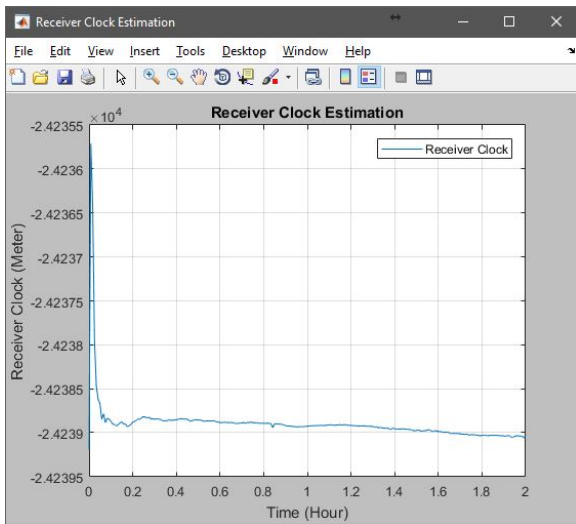 Receiver Clock Estimation
File Edit View Insert Tools Desktop Window Help
×10^4
Receiver Clock Estimation
Receiver Clock
-2.42355
-2.4236
-2.42365
-2.4237
-2.42375
-2.4238
-2.42385
-2.4239
-2.42395
Receiver Clock (Meter)
0 0.2 0.4 0.6 0.8 1 1.2 1.4 1.6 1.8 2
Time (Hour)